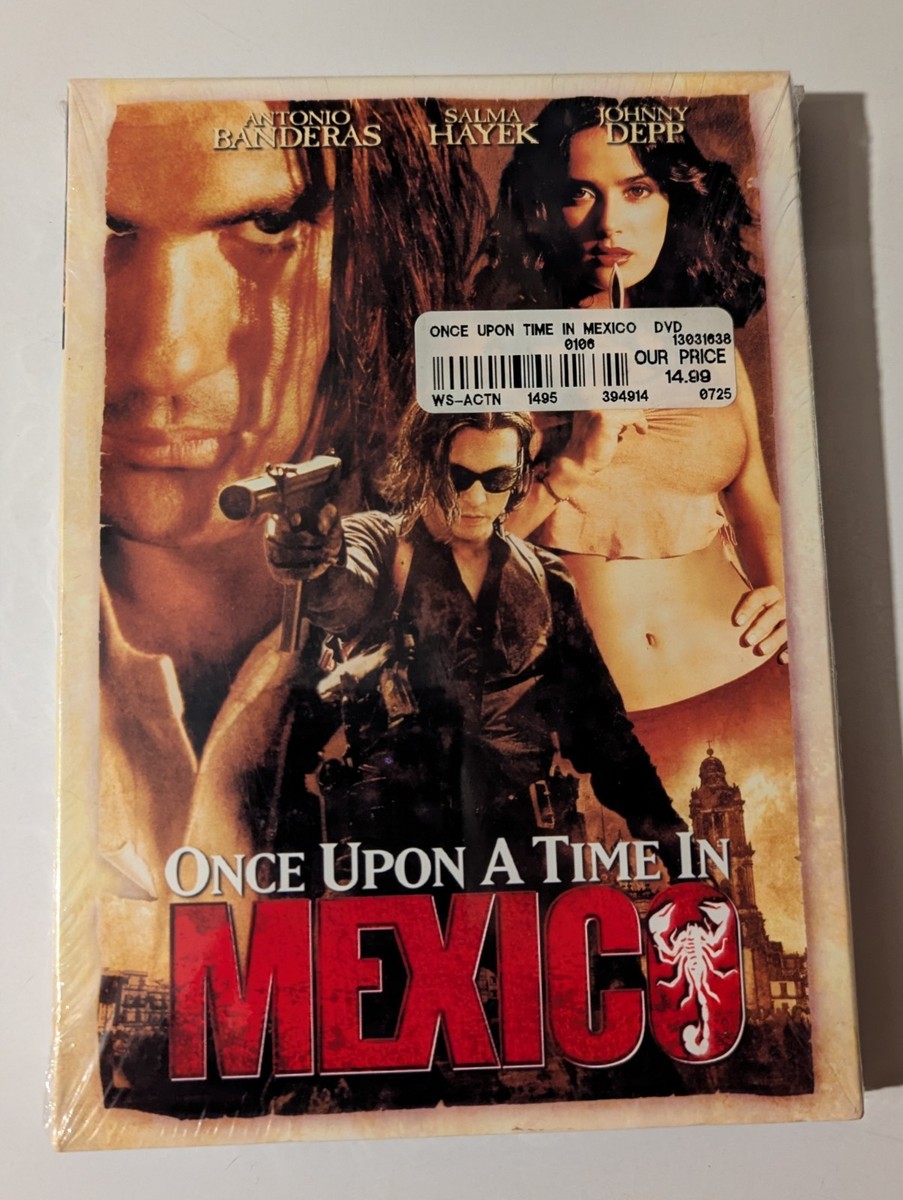 ANTONIO
BANDERAS
SALMA
HAYEK
JOHNNY
DEPP
ONCE UPON TIME IN MEXICO DVD
13031638
0106
OUR PRICE
14.99
WS-ACTN 1495 394914 0725
ONCE UPON A TIME IN
MEXICO